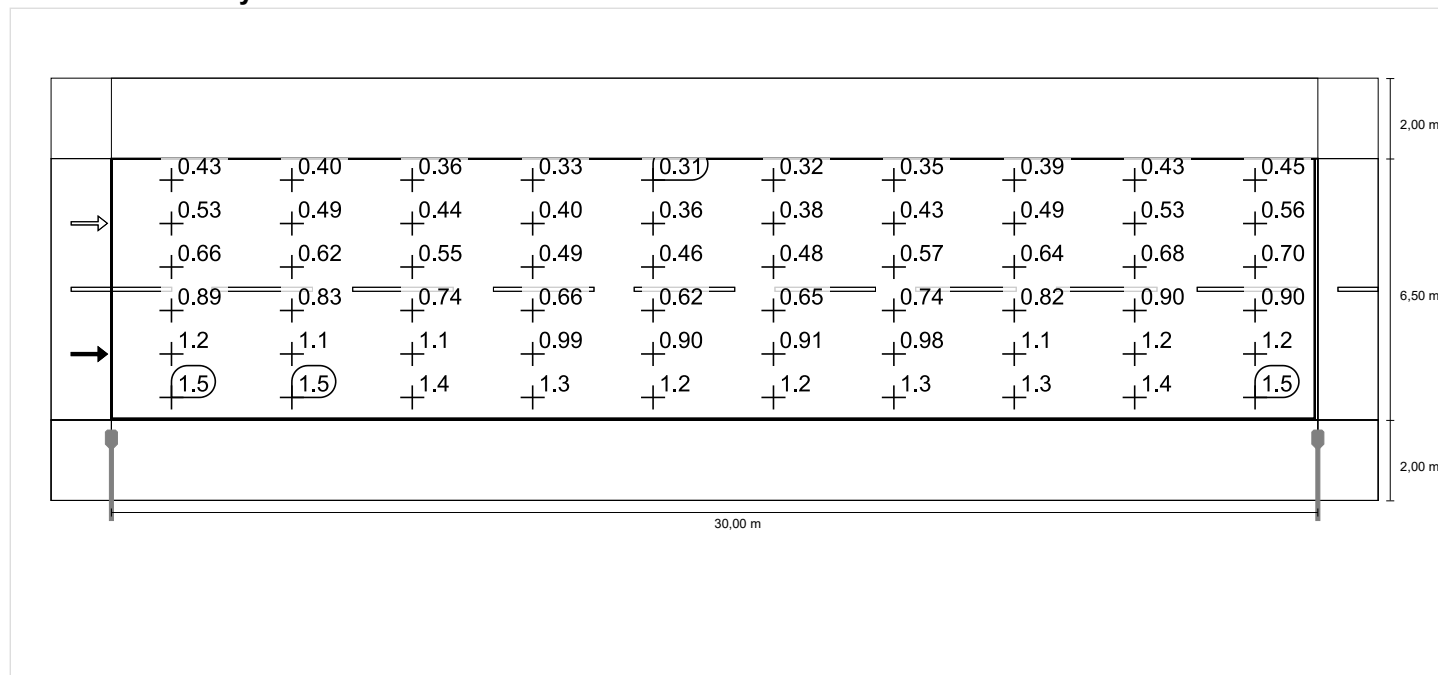 y
2,00 m
0.43 0.40 0.36 0.33 0.31 0.32 0.35 0.39 0.43 0.45
0.53 0.49 0.44 0.40 0.36 0.38 0.43 0.49 0.53 0.56
0.66 0.62 0.55 0.49 0.46 0.48 0.57 0.64 0.68 0.70
0.89 0.83 0.74 0.66 0.62 0.65 0.74 0.82 0.90 0.90
6,50 m
1.2 1.1 1.1 0.99 0.90 0.91 0.98 1.1 1.2 1.2
1.5 1.5 1.4 1.3 1.2 1.2 1.3 1.3 1.4 1.5
2,00 m
30,00 m